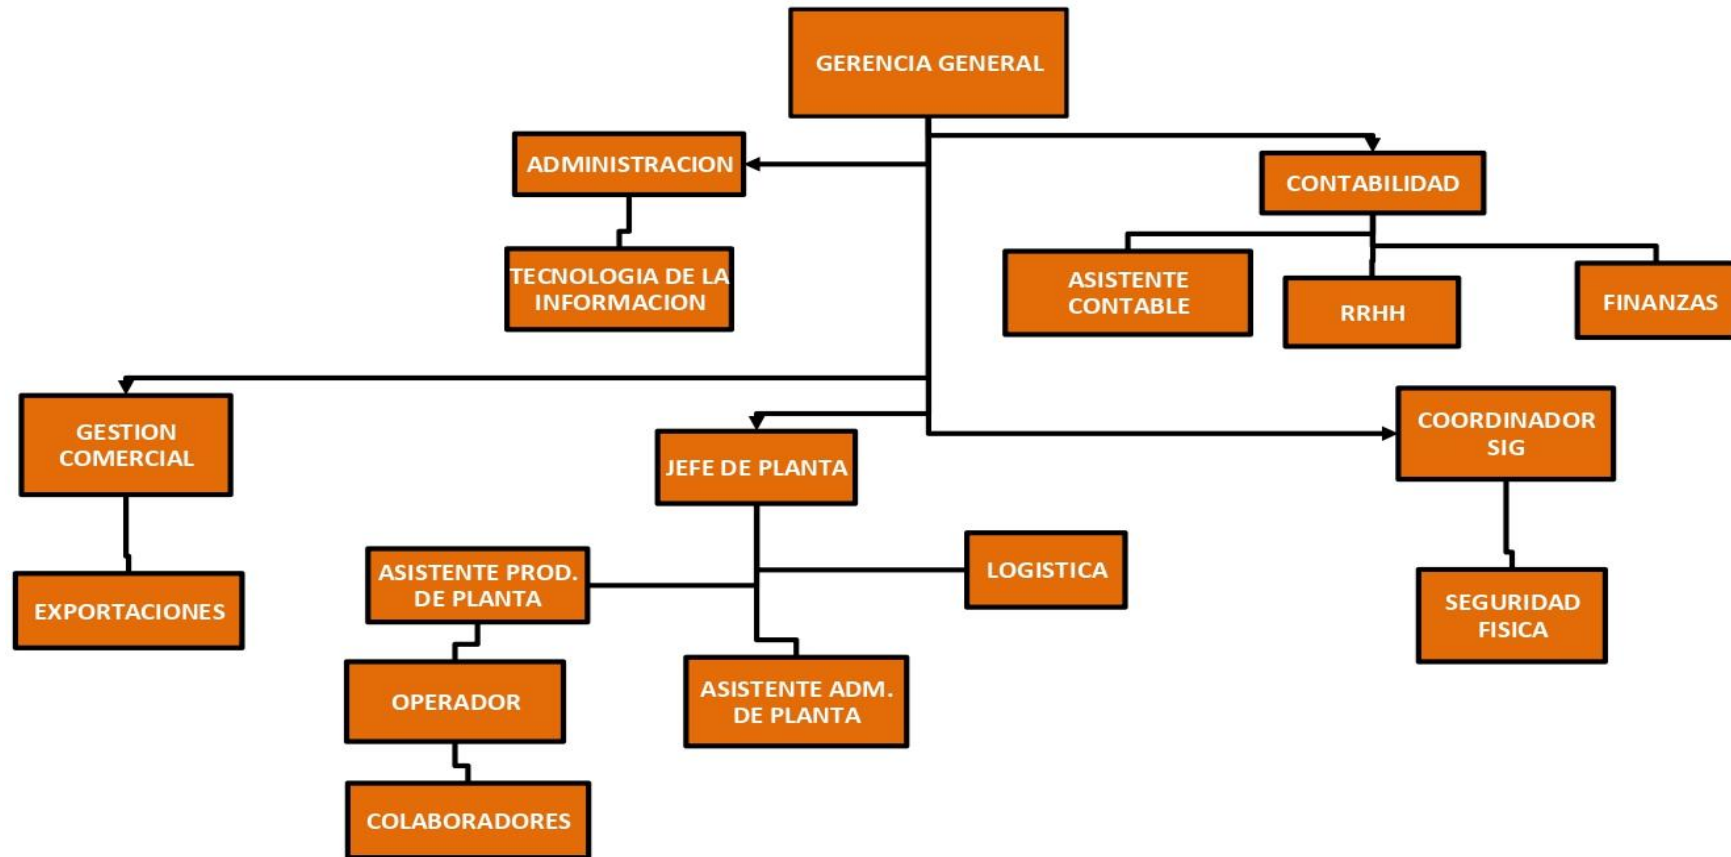 GERENCIA GENERAL
ADMINISTRACION
CONTABILIDAD
TECNOLOGIA DE LA
INFORMACION
ASISTENTE
CONTABLE
RRHH
FINANZAS
GESTION
COMERCIAL
JEFE DE PLANTA
COORDINADOR
SIG
EXPORTACIONES
ASISTENTE PROD.
DE PLANTA
LOGISTICA
SEGURIDAD
FISICA
OPERADOR
ASISTENTE ADM.
DE PLANTA
COLABORADORES